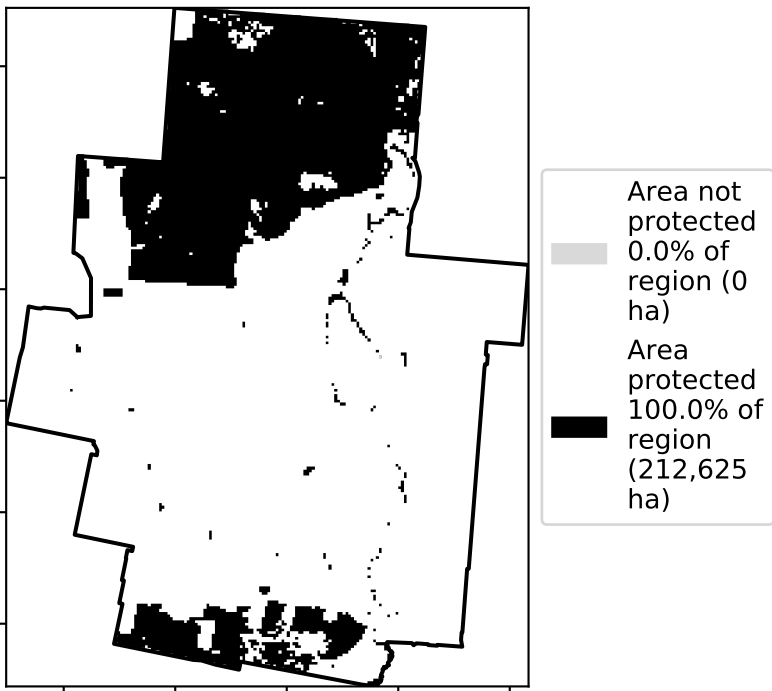 Area not
protected
0.0% of
region (0
ha)
Area
protected
100.0% of
region
(212,625
ha)